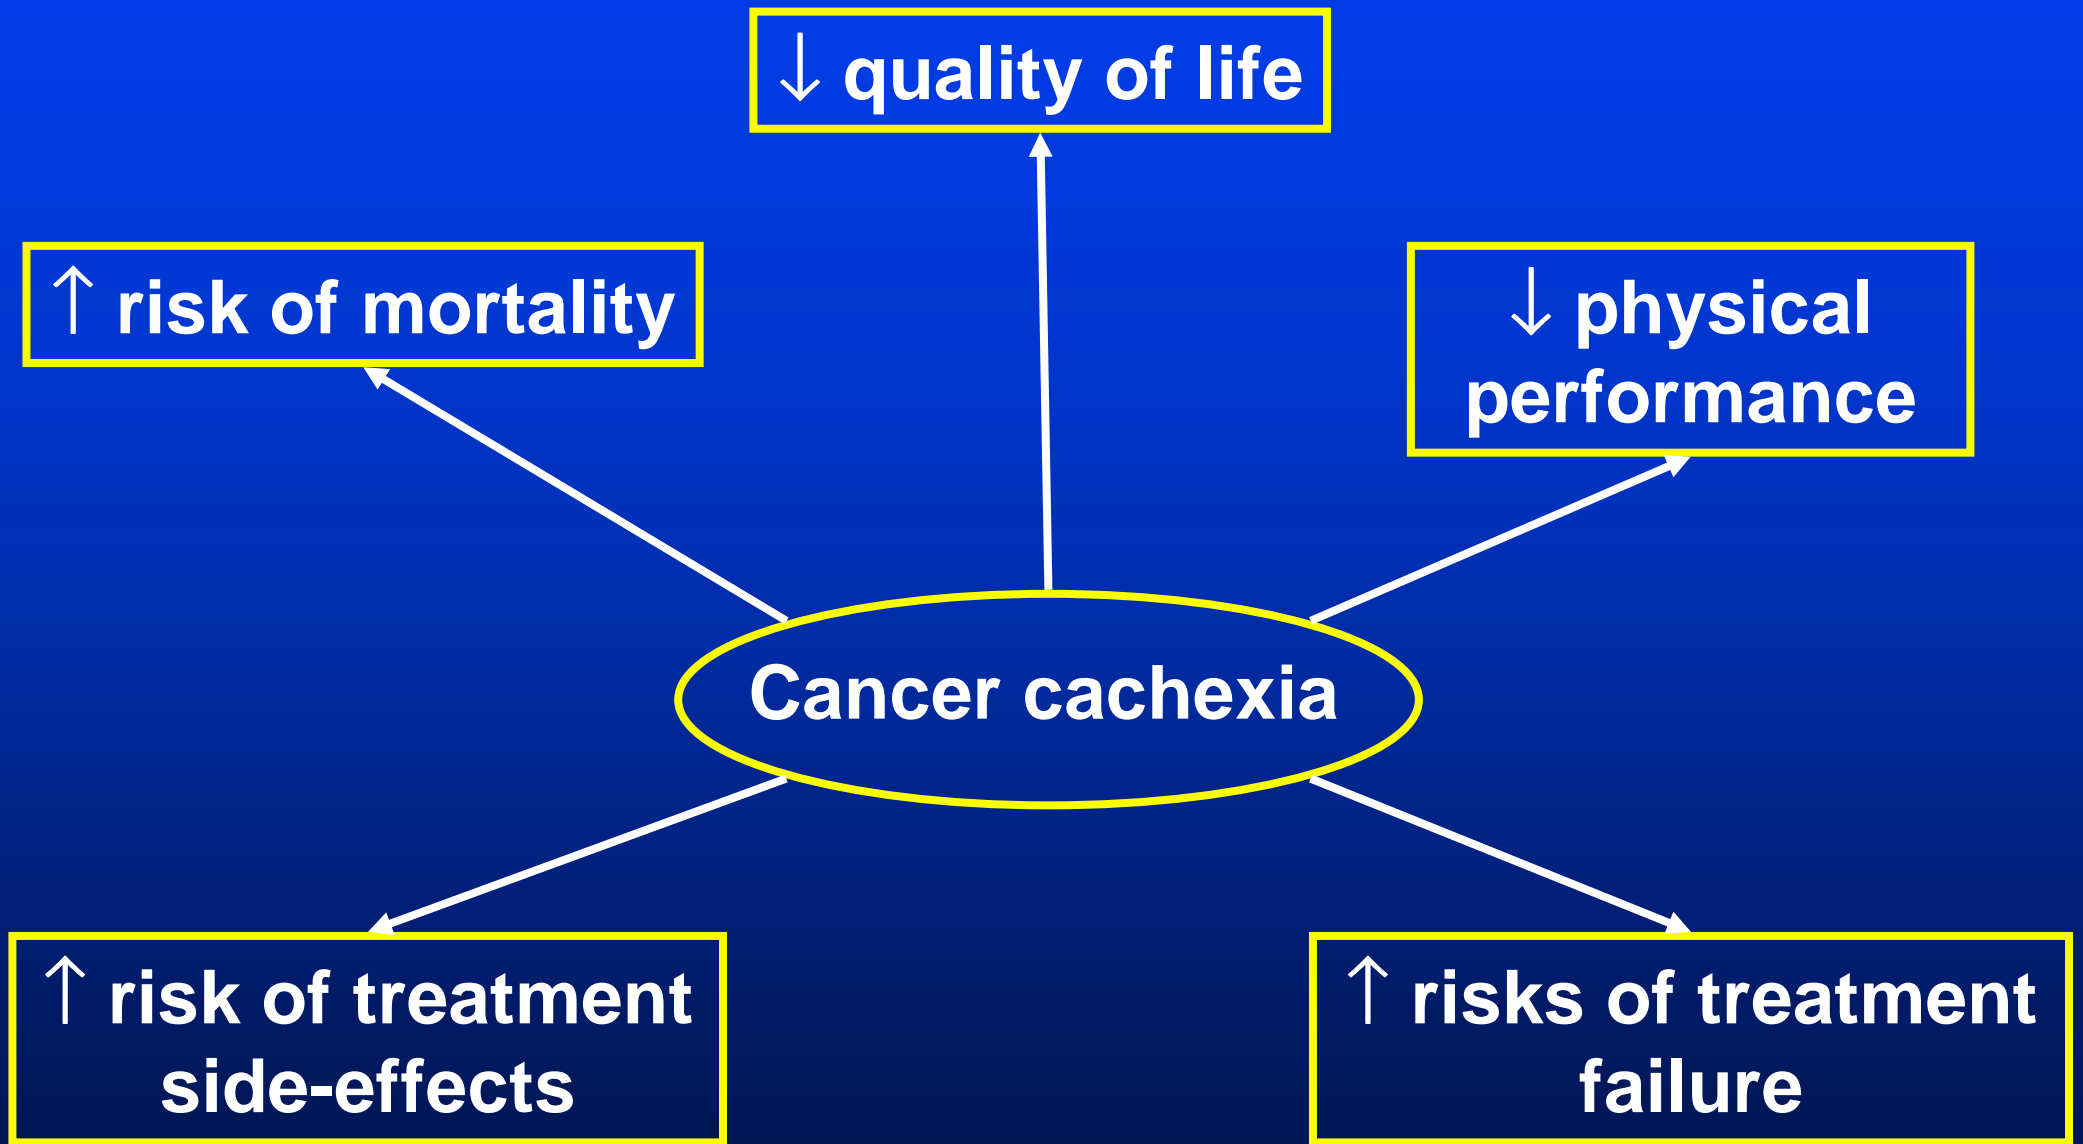 ↓ quality of life
↑ risk of mortality
↓ physical
performance
Cancer cachexia
↑ risk of treatment
side-effects
↑ risks of treatment
failure